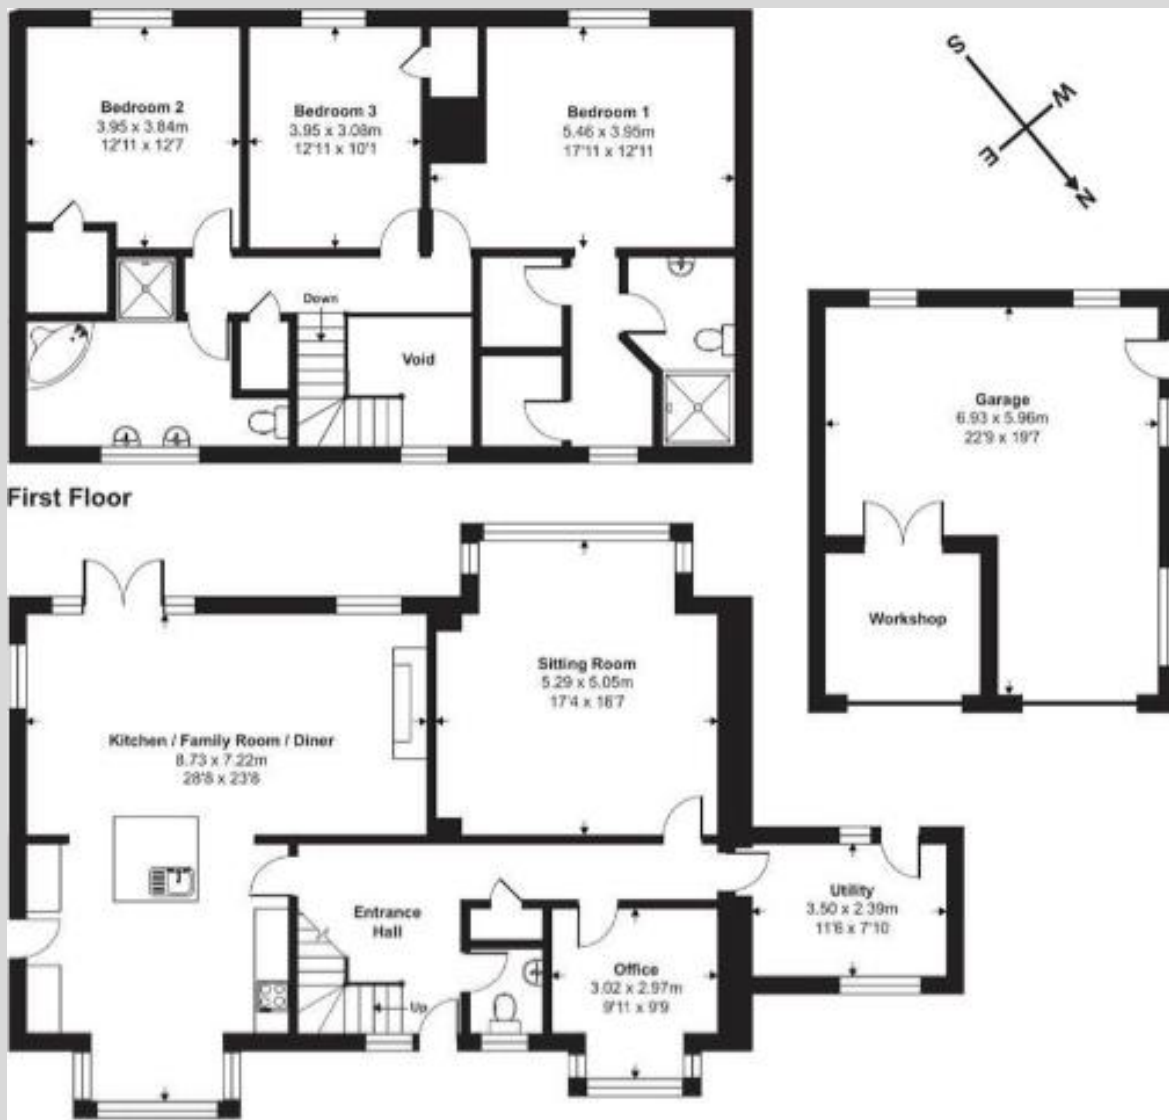 Bedroom 2
3.95 x 3.84m
12'11 x 12'7
Bedroom 3
3.95 x 3.08m
12'11 x 10'1
Bedroom 1
5.46 x 3.95m
17'11 x 12'11
S
W
E
N
Down
Void
Garage
6.93 x 5.96m
22'9 x 19'7
First Floor
Workshop
Sitting Room
5.29 x 5.05m
17'4 x 16'7
Kitchen / Family Room / Diner
8.73 x 7.22m
28'8 x 23'8
Entrance
Hall
Utility
3.50 x 2.39m
11'6 x 7'10
Office
3.02 x 2.97m
9'11 x 9'9
Up